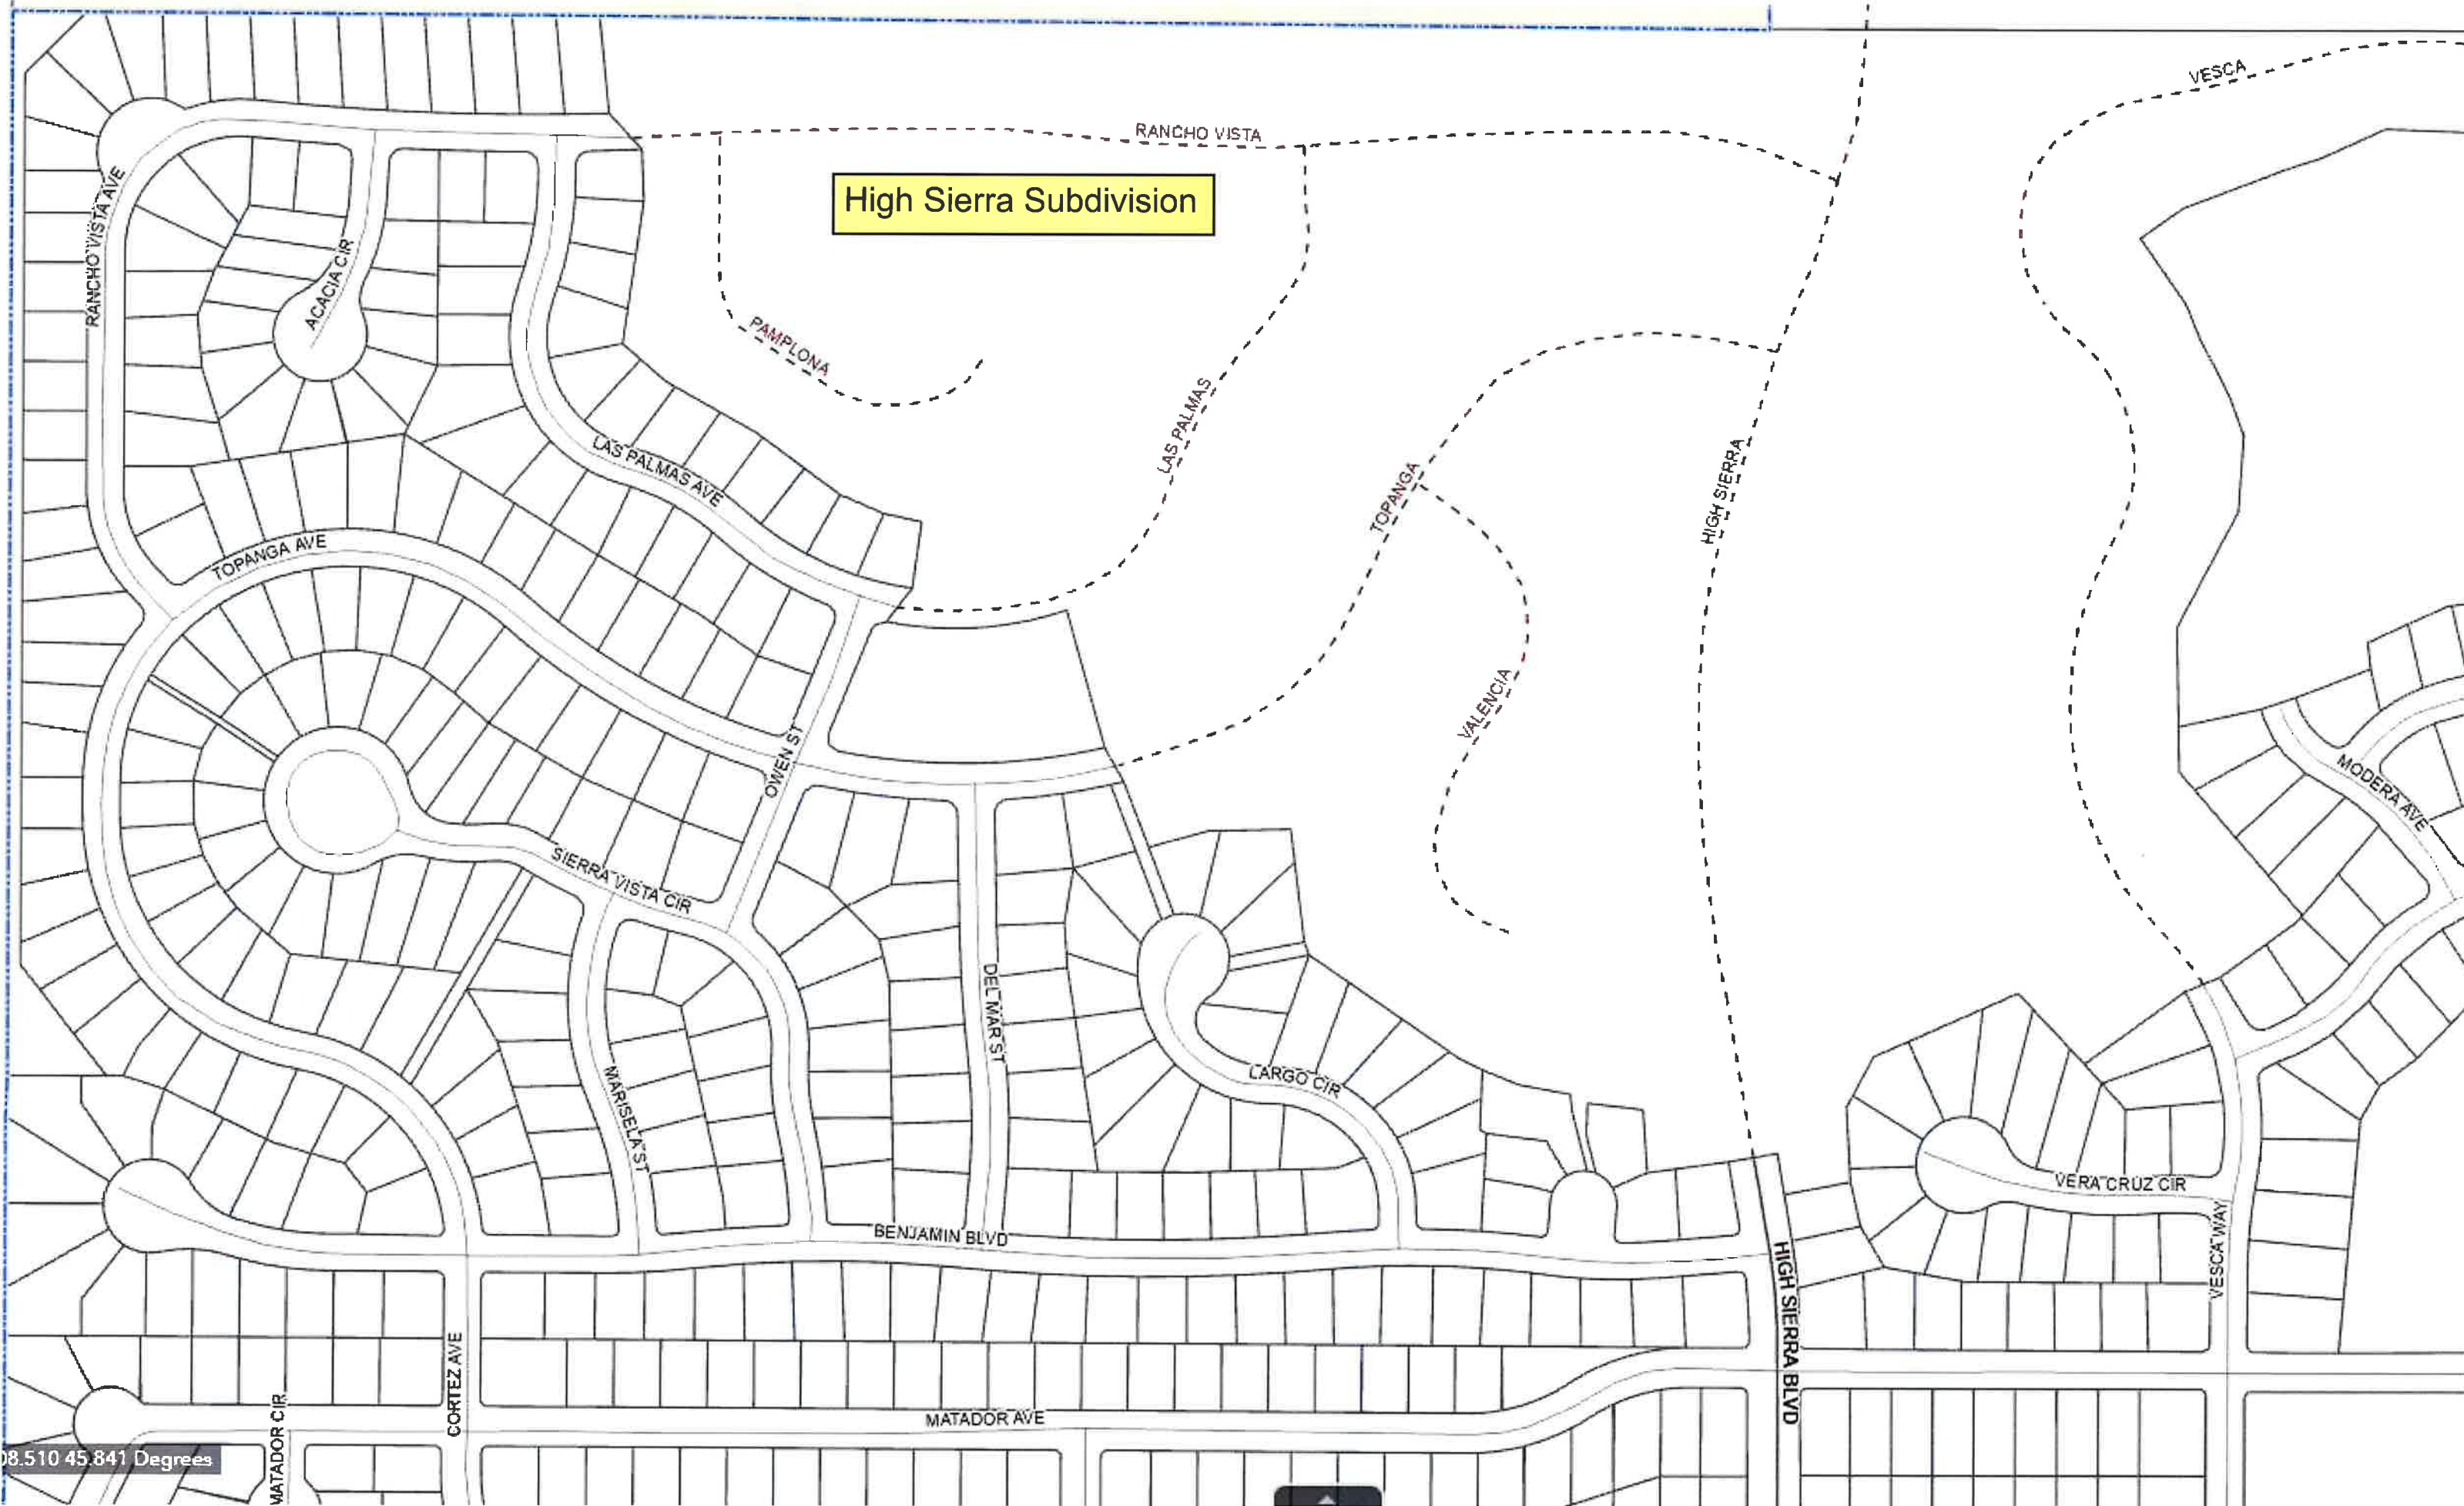 VESCA
RANCHO VISTA
High Sierra Subdivision
RANCHO VISTA AVE
ACACIA CIR
PAMPLONA
LAS PALMAS
LAS PALMAS AVE
TOPANGA
HIGH SIERRA
TOPANGA AVE
VALENCIA
OWEN ST
MODERA AVE
SIERRA VISTA CIR
DEL MAR ST
LARGO CIR
MARISELA ST
VERA CRUZ CIR
BENJAMIN BLVD
VESCA WAY
HIGH SIERRA BLVD
CORTEZ AVE
MATADOR AVE
MATADOR CIR
08.510 45.841 Degrees